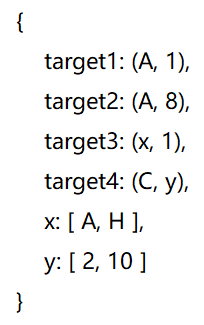 {
target1: (A, 1),
target2: (A, 8),
target3: (x, 1),
target4: (C, y),
x: [ A, H ],
y: [ 2, 10 ]
}